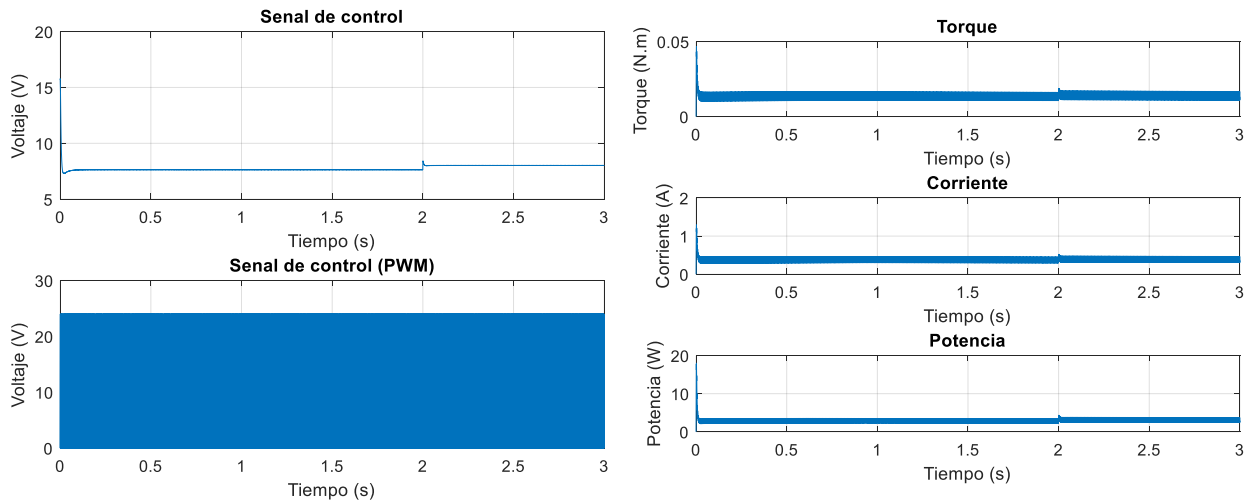 Senal de control
Voltaje (V)
20
15
10
5
0 0.5 1 1.5 2 2.5 3
Tiempo (s)
Senal de control (PWM)
Voltaje (V)
30
20
10
0
0 0.5 1 1.5 2 2.5 3
Tiempo (s)
Torque
Torque (N.m)
0.05
0
0 0.5 1 1.5 2 2.5 3
Tiempo (s)
Corriente
Corriente (A)
2
1
0
0 0.5 1 1.5 2 2.5 3
Tiempo (s)
Potencia
Potencia (W)
20
10
0
0 0.5 1 1.5 2 2.5 3
Tiempo (s)